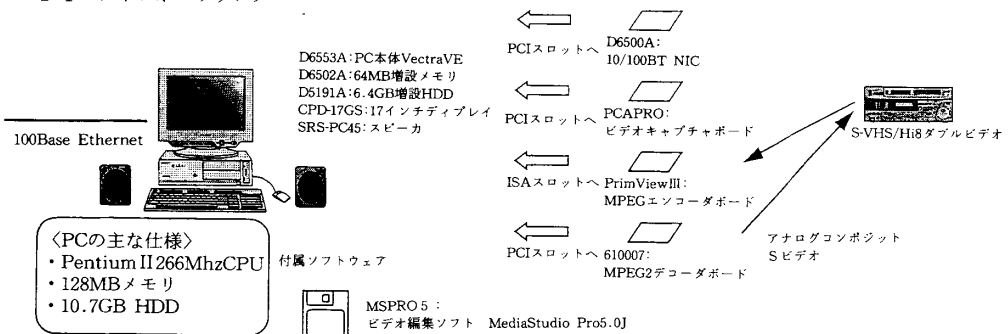 D6553A:PC本体VectraVE
D6502A:64MB増設メモリ
D5191A:6.4GB増設HDD
CPD-17GS:17インチディプレイ
SRS-PC45:スピーカ
100Base Ethernet
PCIスロットへ
D6500A:
10/100BT NIC
PCIスロットへ
PCAPRO:
ビデオキャプチャボード
ISAスロットへ
PrimViewⅢ:
MPEGエンコーダボード
PCIスロットへ
610007:
MPEG2デコーダボード
S-VHS/Hi8ダブルビデオ
アナログコンポジット
Sビデオ
〈PCの主な仕様〉
・PentiumⅡ266MhzCPU
・128MBメモリ
・10.7GB HDD
付属ソフトウェア
MSPRO5:
ビデオ編集ソフト MediaStudio Pro5.0J